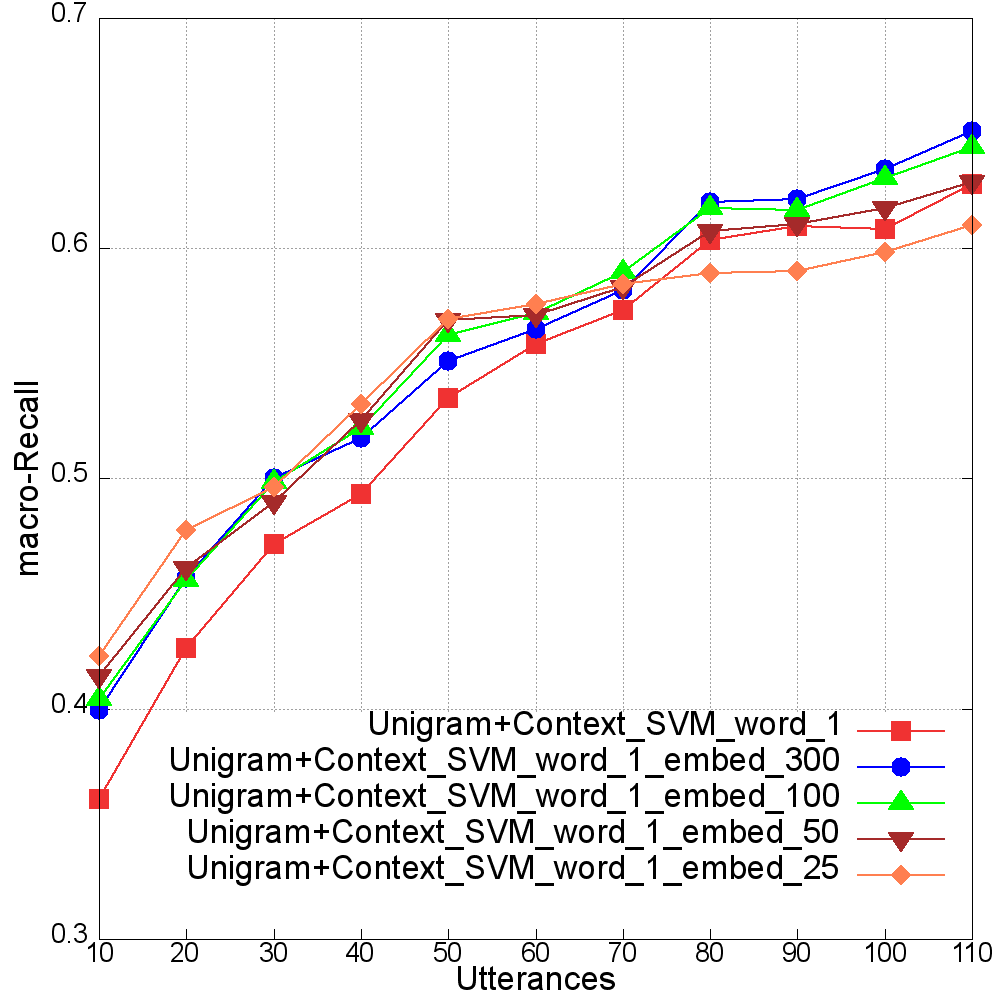 0.7
0.6
0.5
0.4
0.3
macro-Recall
Unigram+Context_SVM_word_1
Unigram+Context_SVM_word_1_embed_300
Unigram+Context_SVM_word_1_embed_100
Unigram+Context_SVM_word_1_embed_50
Unigram+Context_SVM_word_1_embed_25
10 20 30 40 50 60 70 80 90 100 110
Utterances